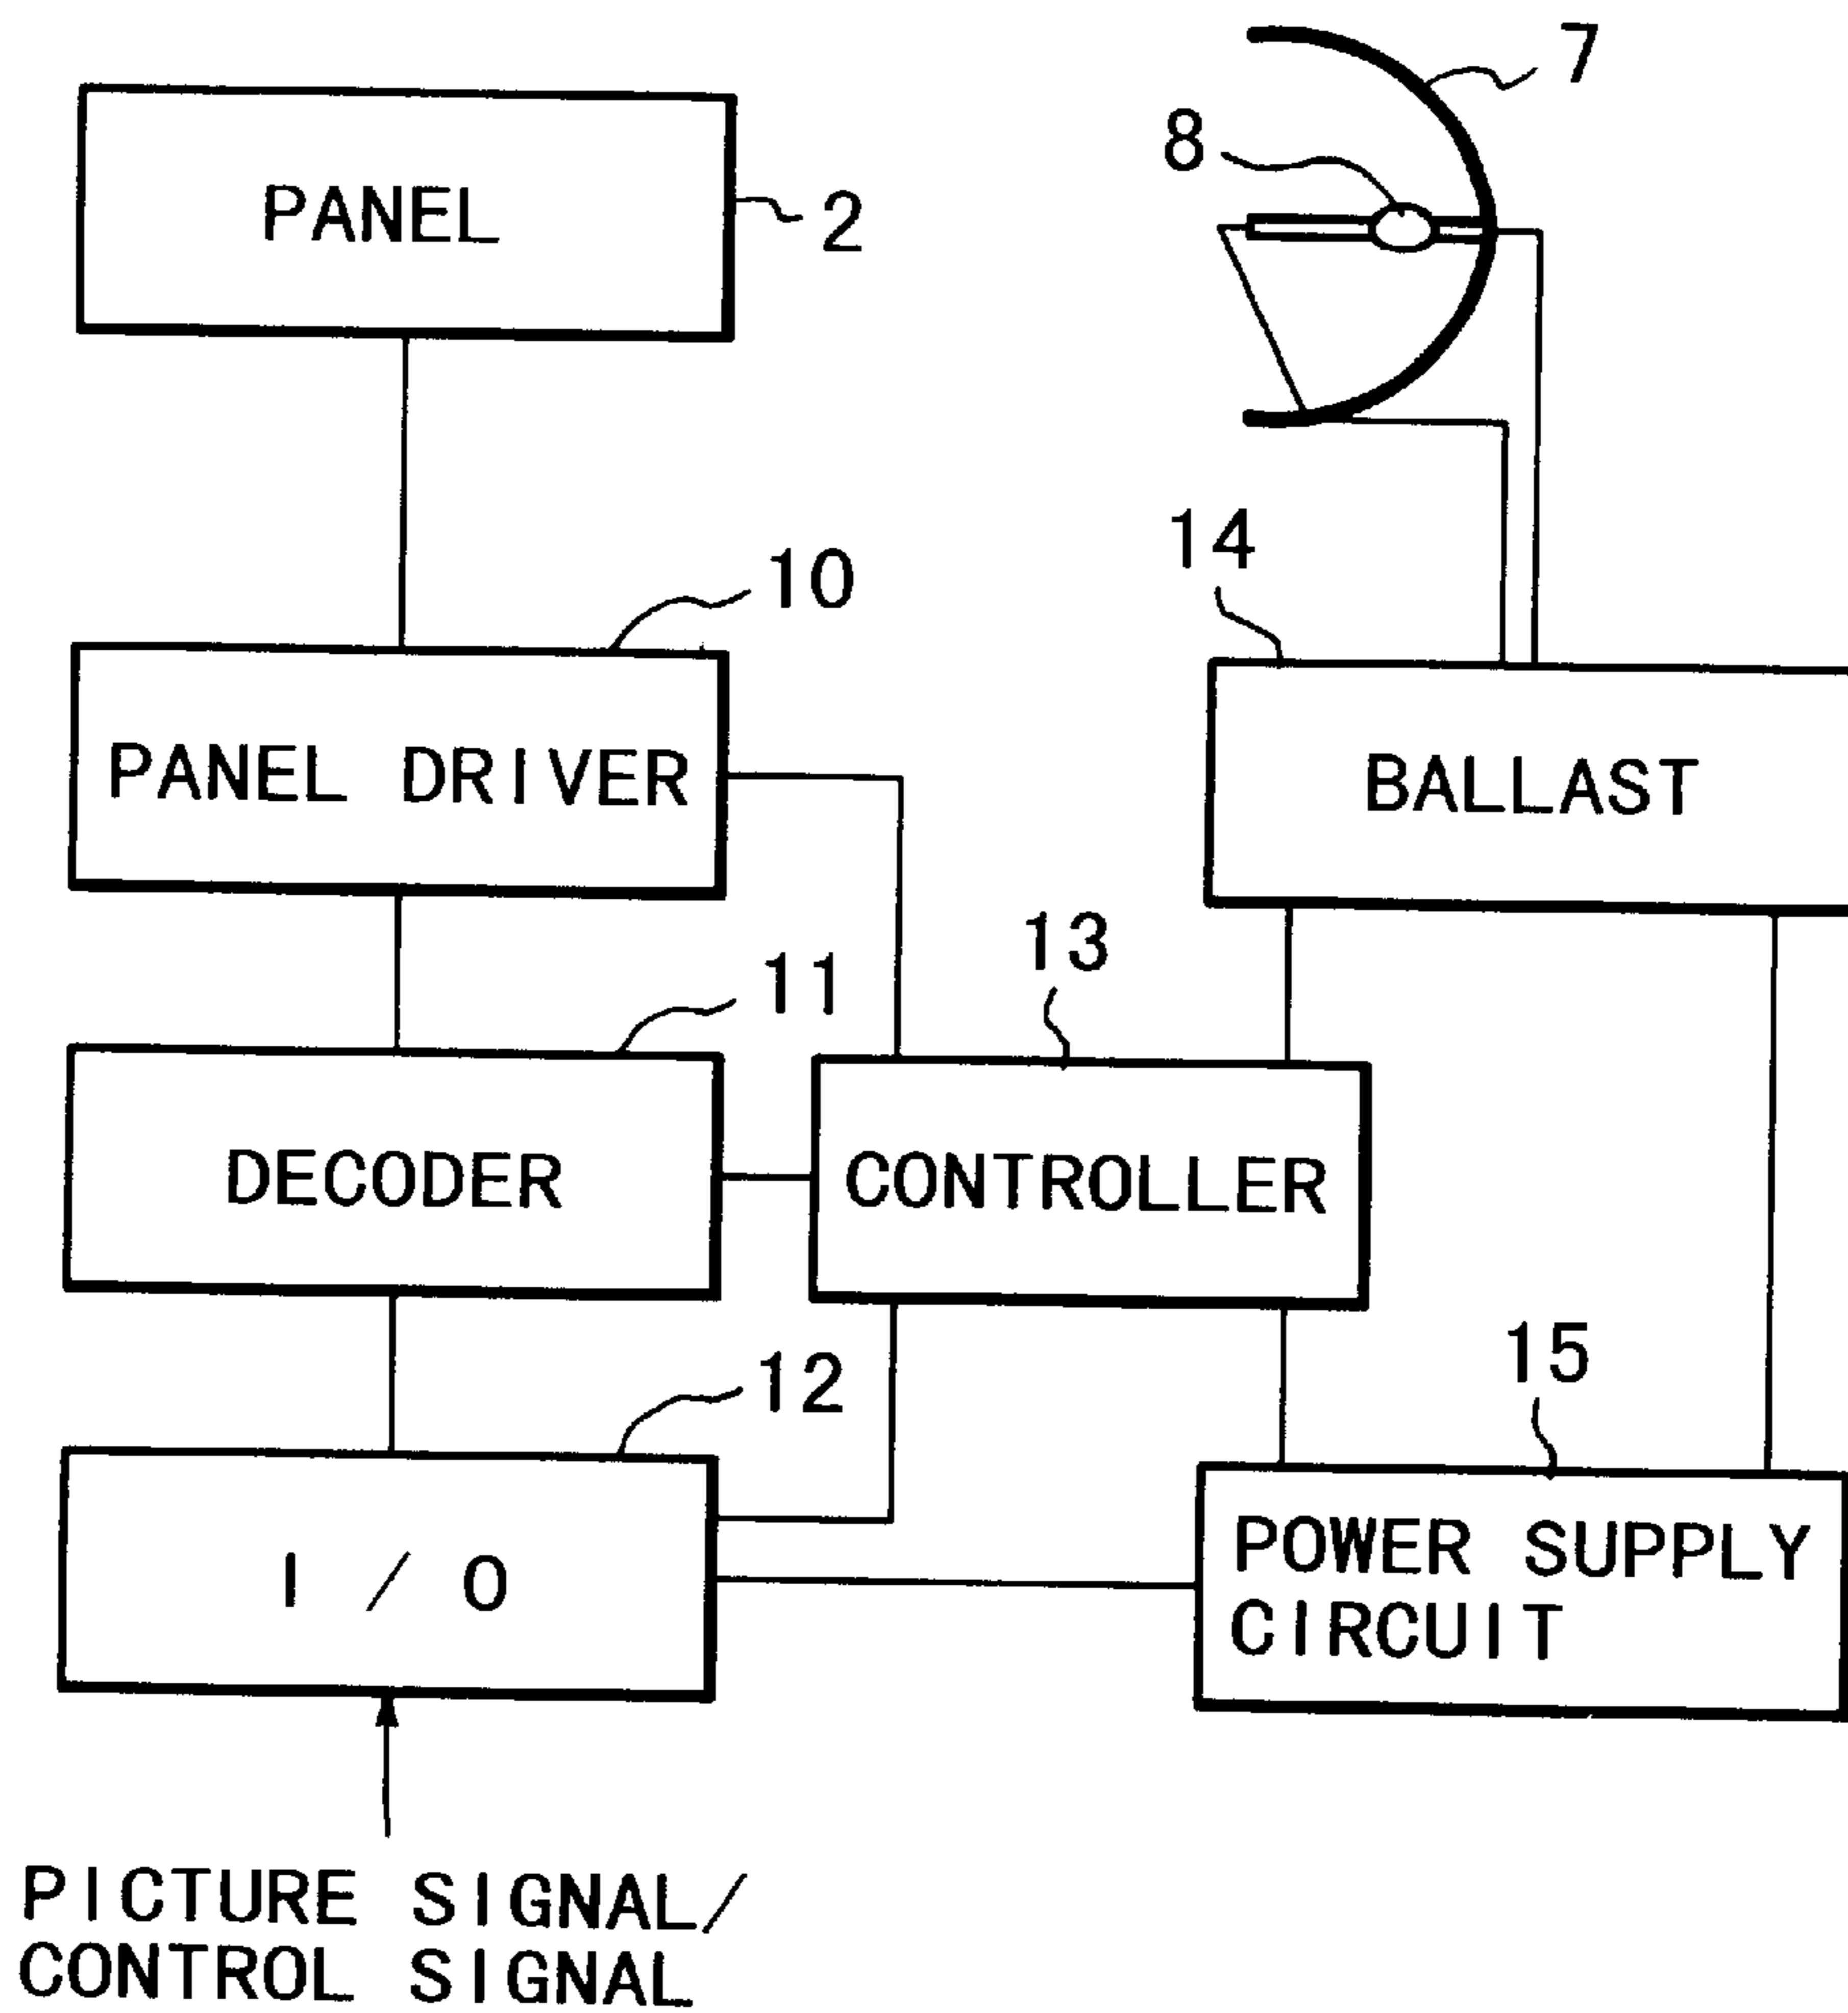 7
8
PANEL
2
10
14
PANEL DRIVER
BALLAST
13
11
DECODER
CONTROLLER
12
15
I/O
POWER SUPPLY
CIRCUIT
PICTURE SIGNAL/
CONTROL SIGNAL